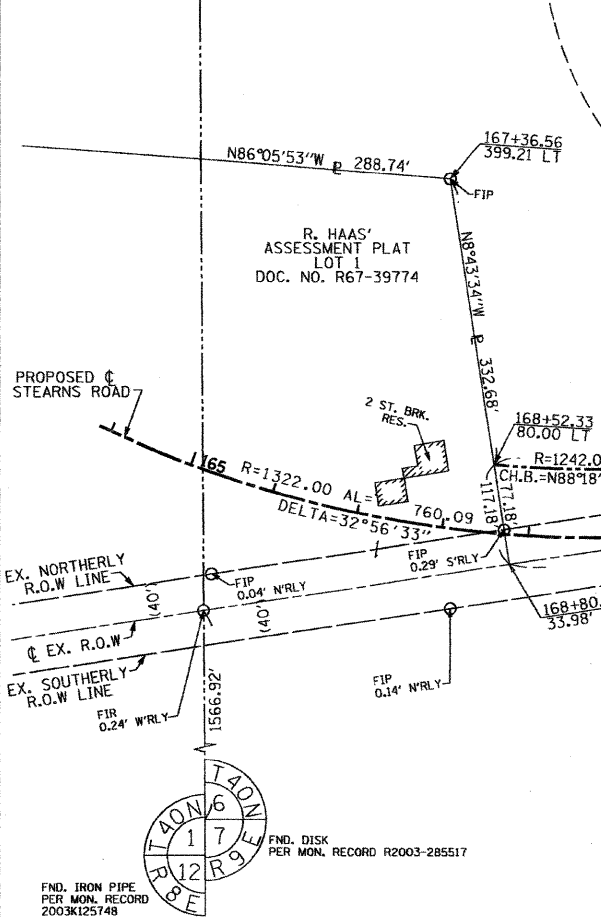 N86°05'53"W ⅊ 288.74'
167+36.56
399.21 LT
FIP
R. HAAS'
ASSESSMENT PLAT
LOT 1
DOC. NO. R67-39774
N8°43'34"W ⅊ 332.68'
PROPOSED ℄
STEARNS ROAD
2 ST. BRK.
RES.
168+52.33
80.00 LT
165
R=1322.00 AL=
760.09
DELTA=32°56'33"
R=1242.0
CH.B.=N88°18'
117.18'
77.18'
EX. NORTHERLY
R.O.W LINE
FIP
0.04' N'RLY
FIP
0.29' S'RLY
(40')
(40')
168+80.
33.98'
℄ EX. R.O.W
EX. SOUTHERLY
R.O.W LINE
FIR
0.24' W'RLY
FIP
0.14' N'RLY
1566.92'
T40N
R8E
1
12
T40N
R9E
6
7
FND. DISK
PER MON. RECORD R2003-285517
FND. IRON PIPE
PER MON. RECORD
2003K125748